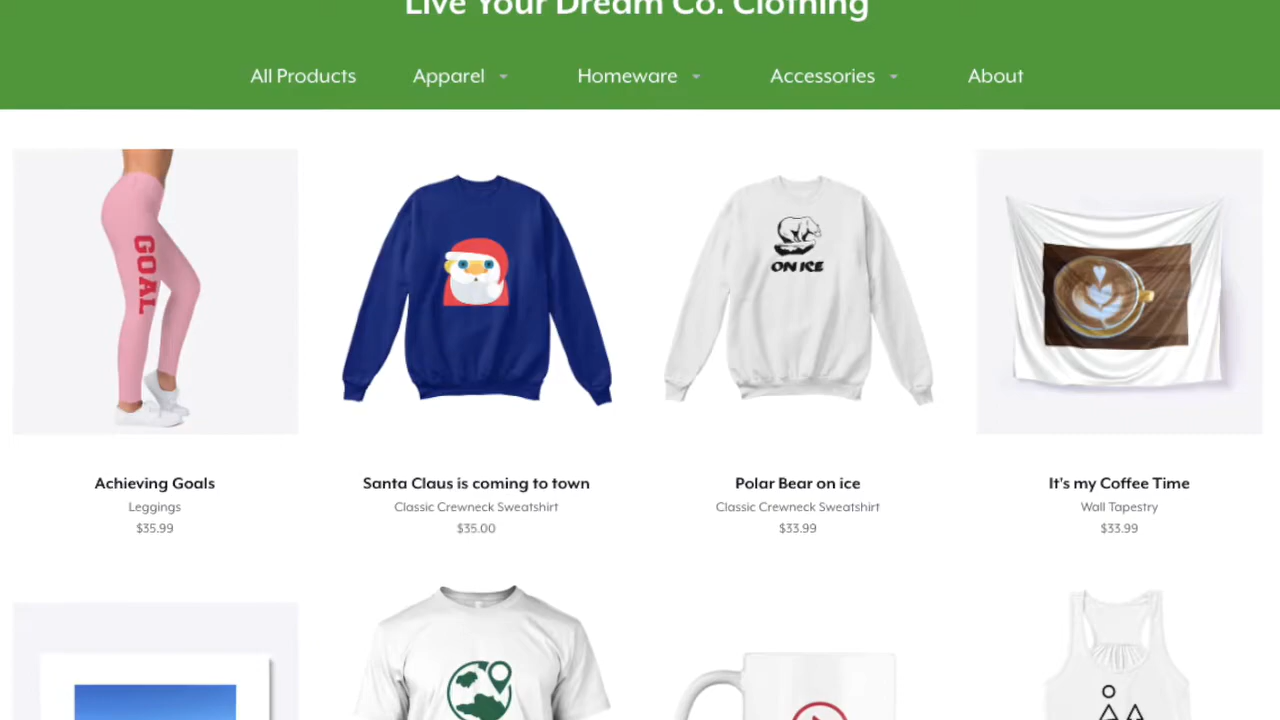 Live Your Dream Co. Clothing
All Products Apparel Homeware Accessories About
GOAL
ON ICE
Achieving Goals
Leggings
$35.99
Santa Claus is coming to town
Classic Crewneck Sweatshirt
$35.00
Polar Bear on ice
Classic Crewneck Sweatshirt
$33.99
It's my Coffee Time
Wall Tapestry
$33.99